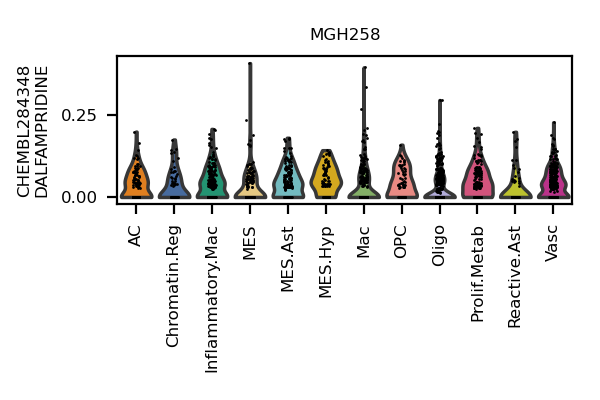 MGH258
CHEMBL284348
DALFAMPRIDINE
0.25
0.00
AC
Chromatin.Reg
Inflammatory.Mac
MES
MES.Ast
MES.Hyp
Mac
OPC
Oligo
Prolif.Metab
Reactive.Ast
Vasc